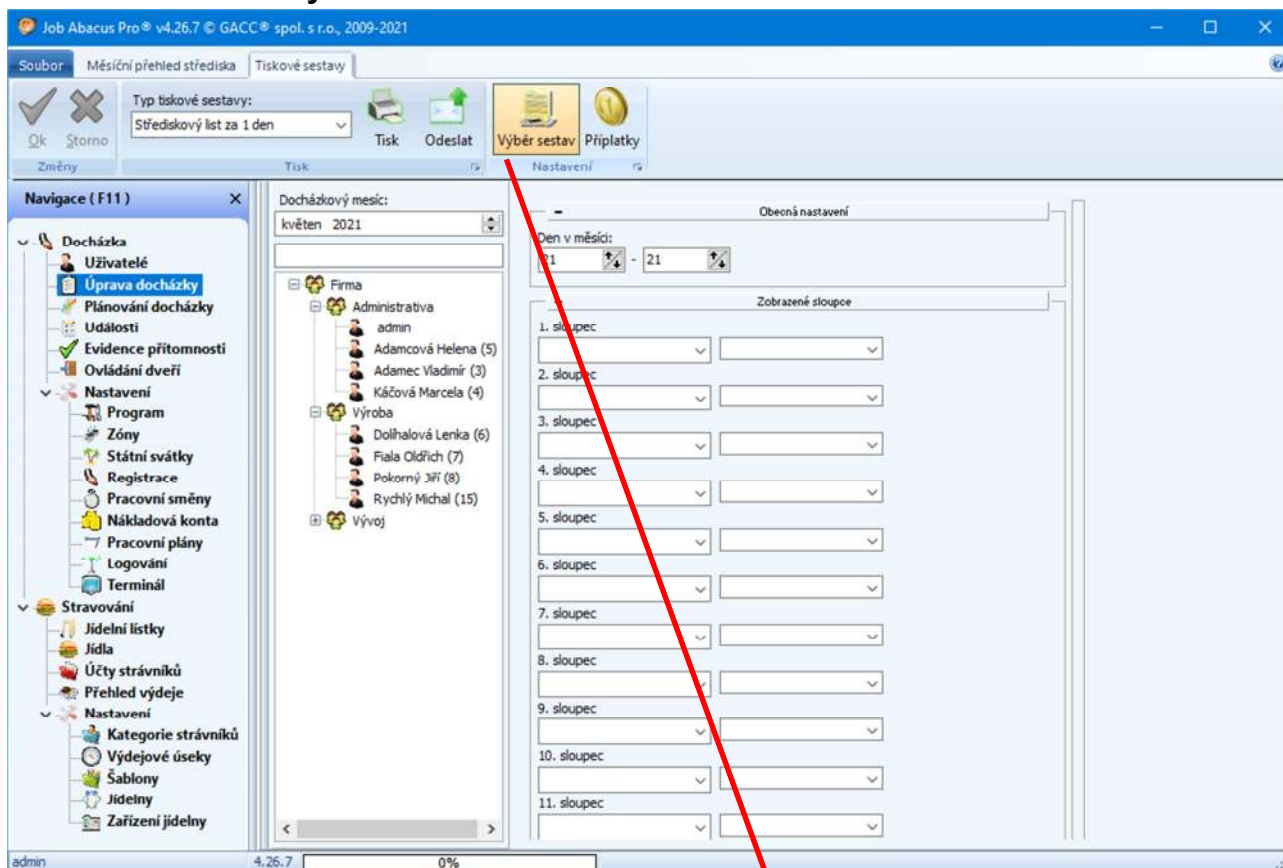 Job Abacus Pro® v4.26.7 © GACC® spol. s r.o., 2009-2021
Soubor Měsíční přehled střediska Tiskové sestavy
Typ tiskové sestavy:
Střediskový list za 1 den
Ok Storno Tisk Odeslat Výběr sestav Příplatky
Změny Tisk Nastavení
Navigace ( F11 )
Docházka
Uživatelé
Úprava docházky
Plánování docházky
Události
Evidence přítomnosti
Ovládání dveří
Nastavení
Program
Zóny
Státní svátky
Registrace
Pracovní směny
Nákladová konta
Pracovní plány
Logování
Terminál
Stravování
Jídelní lístky
Jídla
Účty strávníků
Přehled výdeje
Nastavení
Kategorie strávníků
Výdejové úseky
Šablony
Jídelny
Zařízení jídelny
Docházkový mesíc:
květen 2021
Firma
Administrativa
admin
Adamcová Helena (5)
Adamec Vladimír (3)
Káčová Marcela (4)
Výroba
Dolíhalová Lenka (6)
Fiala Oldřich (7)
Pokorný Jiří (8)
Rychlý Michal (15)
Vývoj
Obecná nastavení
Den v měsíci:
21 - 21
Zobrazené sloupce
1. sloupec
2. sloupec
3. sloupec
4. sloupec
5. sloupec
6. sloupec
7. sloupec
8. sloupec
9. sloupec
10. sloupec
11. sloupec
admin 4.26.7 0%